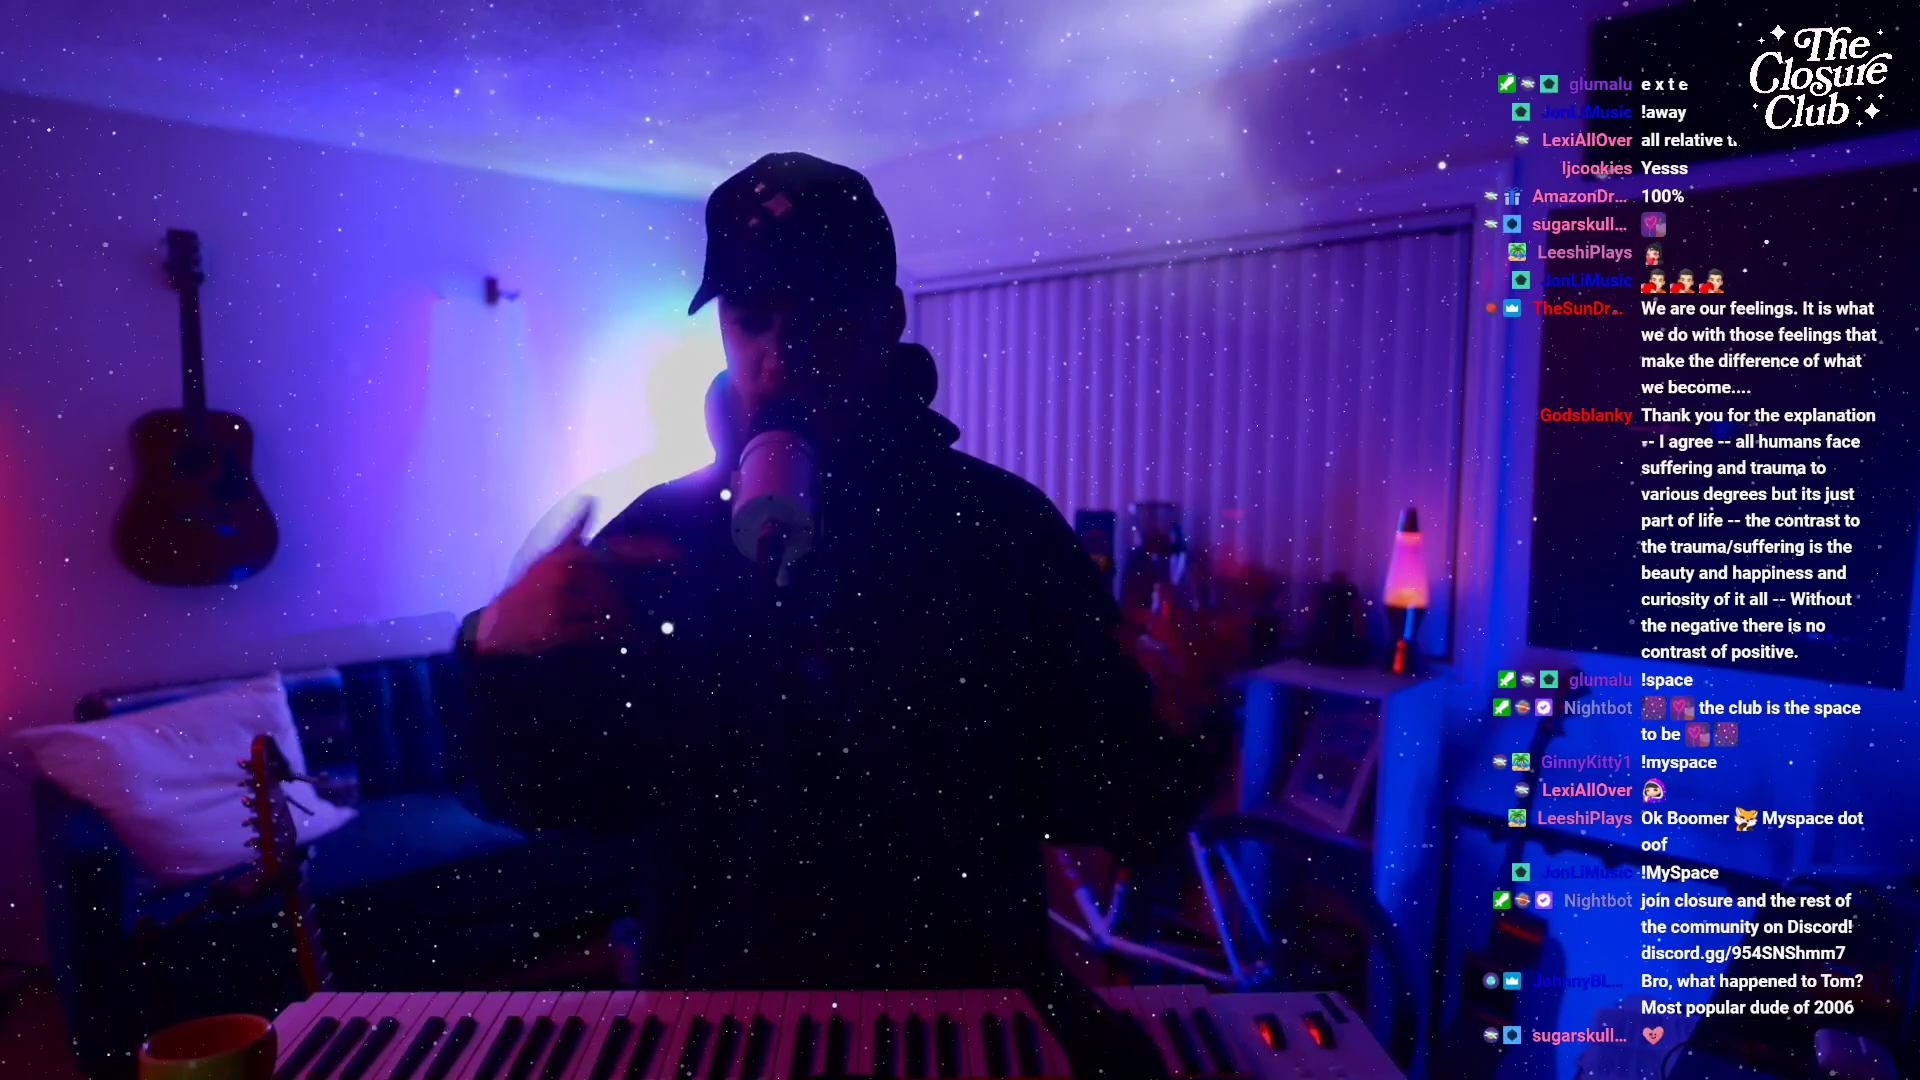 The
Closure
Club
glumalu e x t e
JonLiMusic !away
LexiAllOver all relative
ljcookies Yesss
AmazonDr... 100%
sugarskull...
LeeshiPlays
JonLiMusic
TheSunDr... We are our feelings. It is what
we do with those feelings that
make the difference of what
we become....
Godsblanky Thank you for the explanation
-- I agree -- all humans face
suffering and trauma to
various degrees but its just
part of life -- the contrast to
the trauma/suffering is the
beauty and happiness and
curiosity of it all -- Without
the negative there is no
contrast of positive.
glumalu !space
Nightbot the club is the space
to be
GinnyKitty1 !myspace
LexiAllOver
LeeshiPlays Ok Boomer Myspace dot
oof
JonLiMusic !MySpace
Nightbot join closure and the rest of
the community on Discord!
discord.gg/954SNShmm7
JohnnyBL... Bro, what happened to Tom?
Most popular dude of 2006
sugarskull...